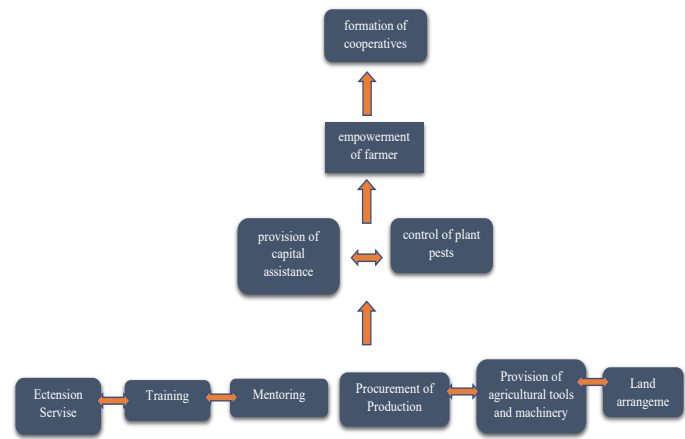 formation of
cooperatives
empowerment
of farmer
provision of
capital
assistance
control of plant
pests
Ectension
Servise
Training
Mentoring
Procurement of
Production
Provision of
agricultural tools
and machinery
Land
arrangeme